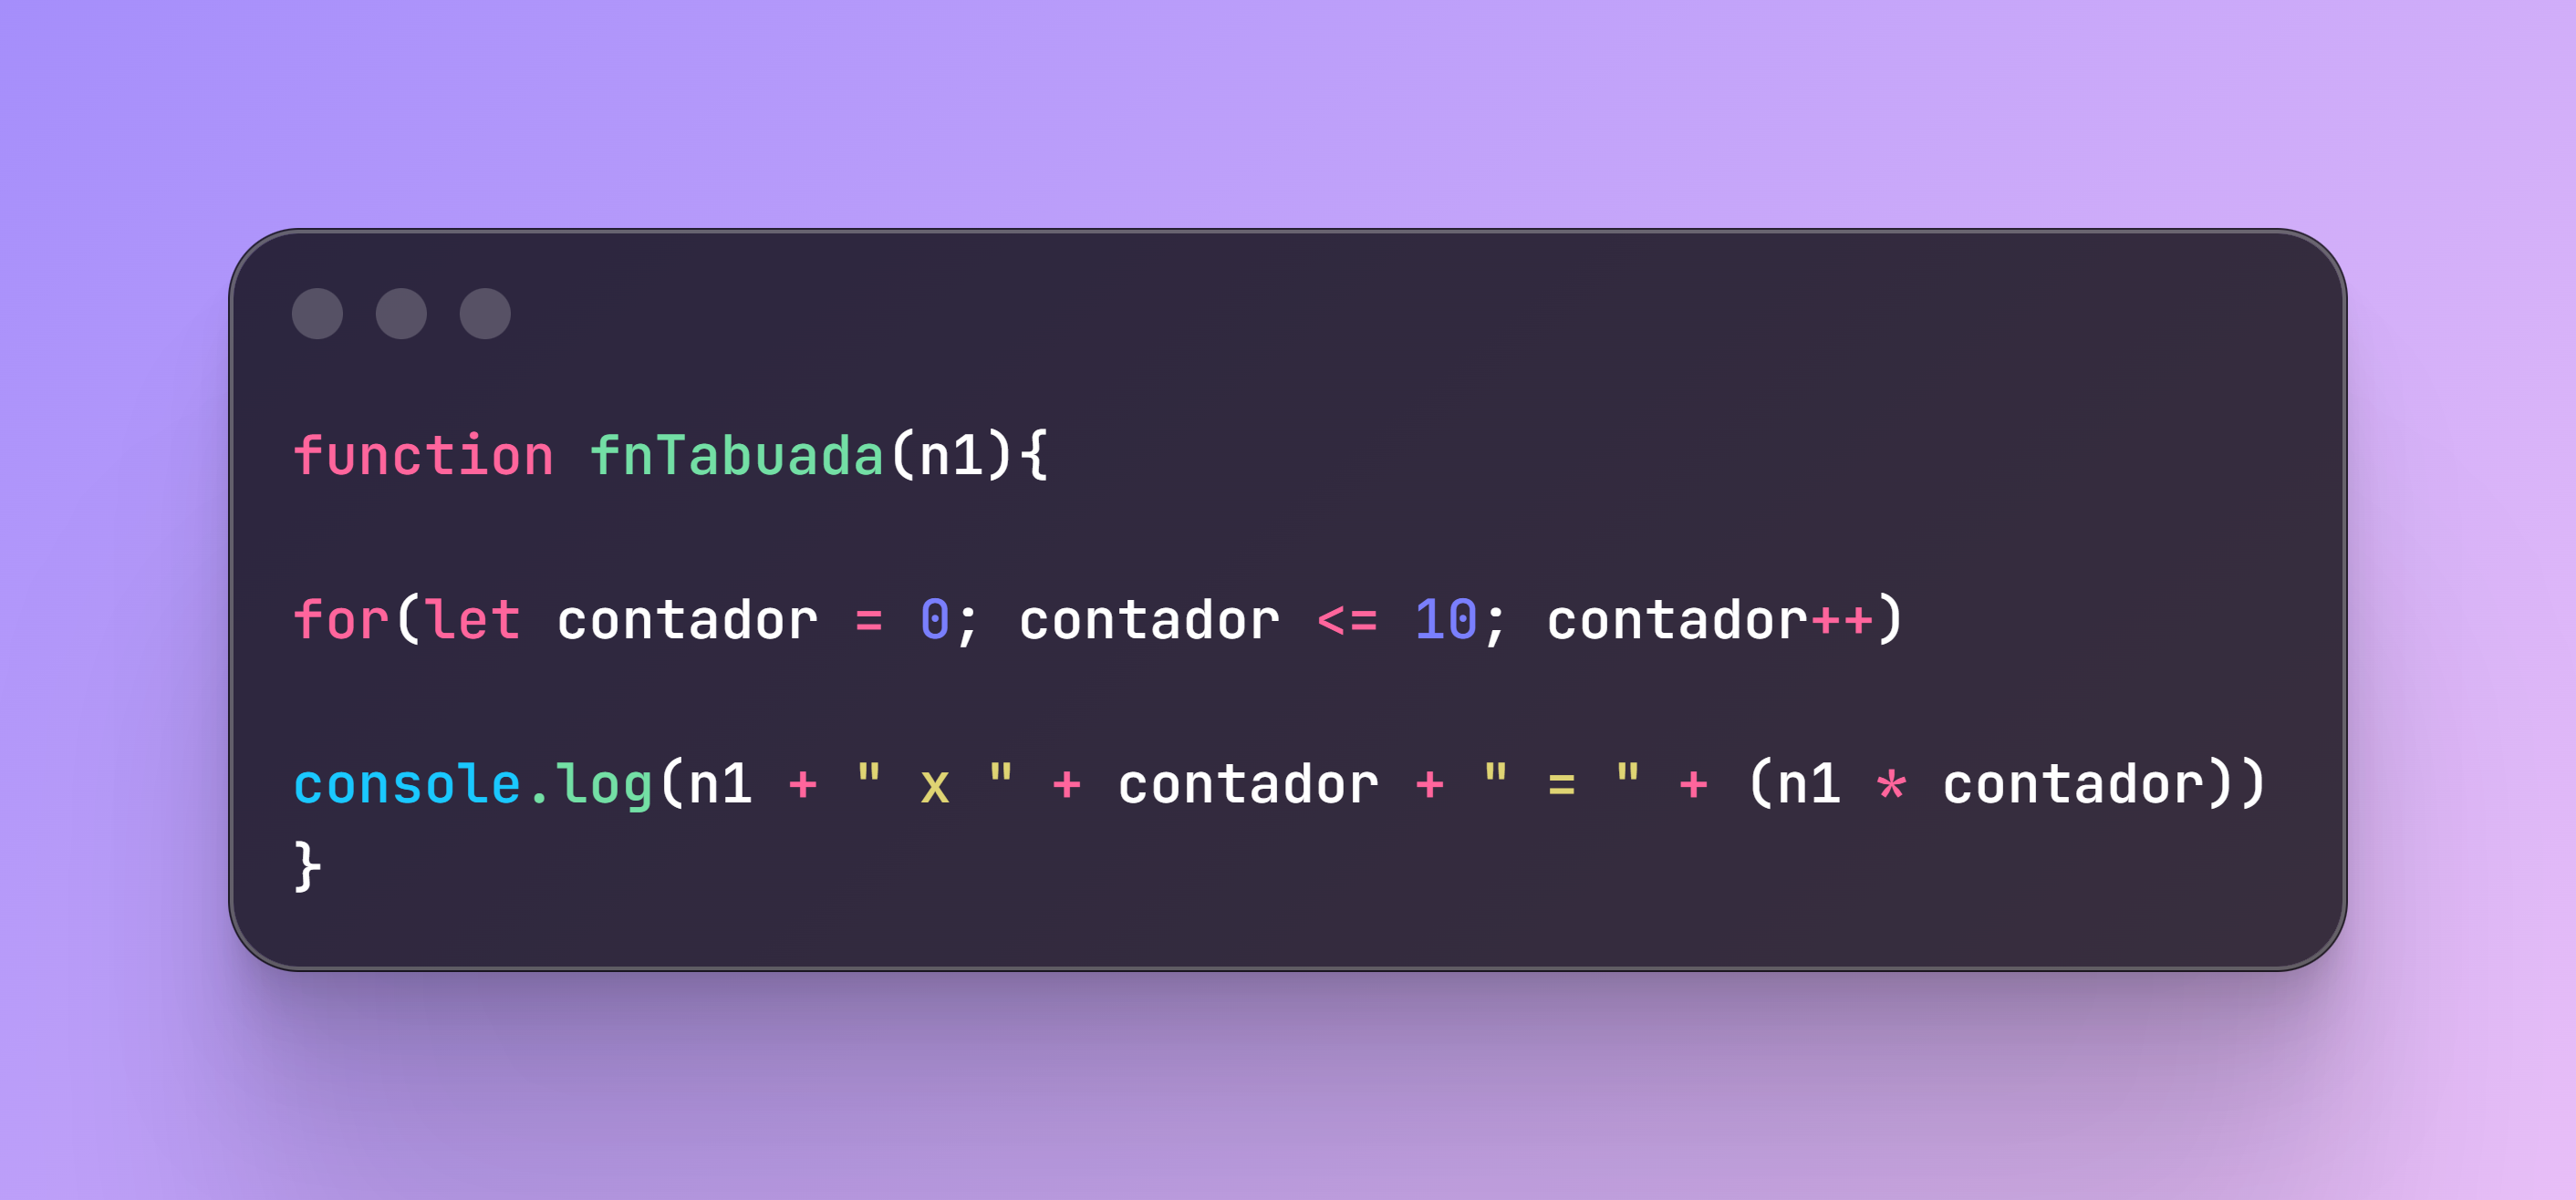 function fnTabuada(n1){
for(let contador = 0; contador <= 10; contador++)
console.log(n1 + " x " + contador + " = " + (n1 * contador))
}